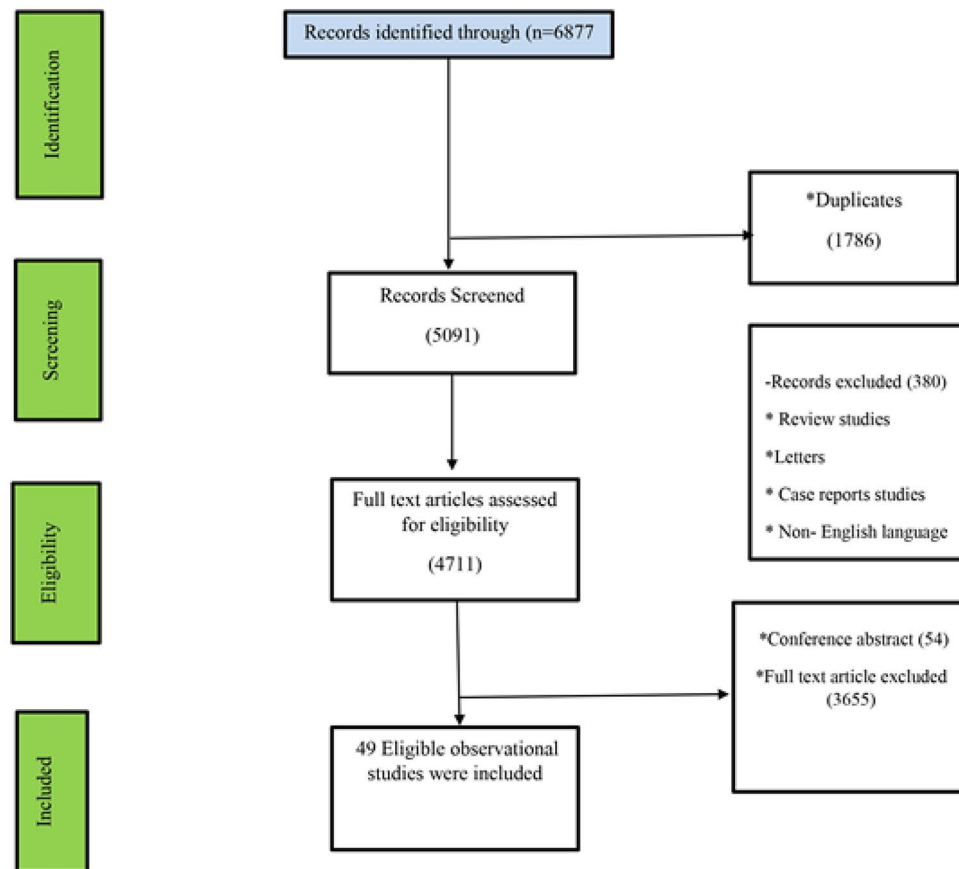 Identification
Records identified through (n=6877
*Duplicates
(1786)
Screening
Records Screened
(5091)
-Records excluded (380)
* Review studies
*Letters
* Case reports studies
* Non- English language
Eligibility
Full text articles assessed
for eligibility
(4711)
*Conference abstract (54)
*Full text article excluded
(3655)
Included
49 Eligible observational
studies were included